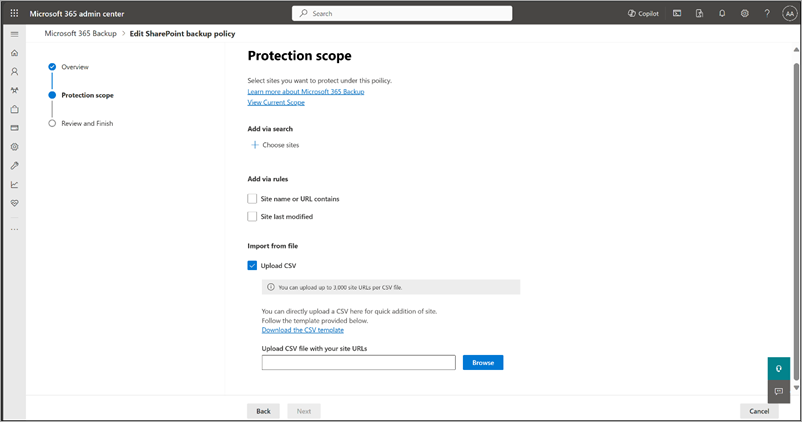 Microsoft 365 admin center
Search
Copilot
AA
Microsoft 365 Backup > Edit SharePoint backup policy
Overview
Protection scope
Review and Finish
Protection scope
Select sites you want to protect under this policy.
Learn more about Microsoft 365 Backup
View Current Scope
Add via search
Choose sites
Add via rules
Site name or URL contains
Site last modified
Import from file
Upload CSV
You can upload up to 3,000 site URLs per CSV file.
You can directly upload a CSV here for quick addition of site.
Follow the template provided below.
Download the CSV template
Upload CSV file with your site URLs
Browse
Back
Next
Cancel